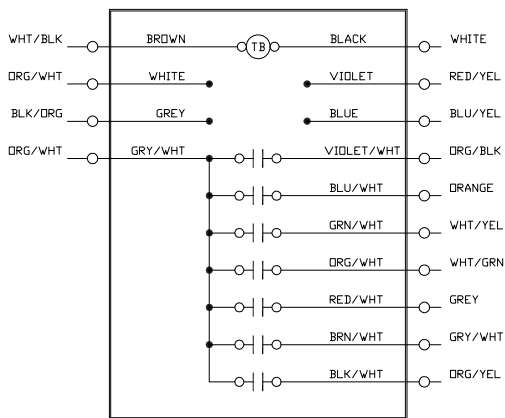 WHT/BLK BROWN TB BLACK WHITE
ORG/WHT WHITE VIOLET RED/YEL
BLK/ORG GREY BLUE BLU/YEL
ORG/WHT GRY/WHT VIOLET/WHT ORG/BLK
BLU/WHT ORANGE
GRN/WHT WHT/YEL
ORG/WHT WHT/GRN
RED/WHT GREY
BRN/WHT GRY/WHT
BLK/WHT ORG/YEL